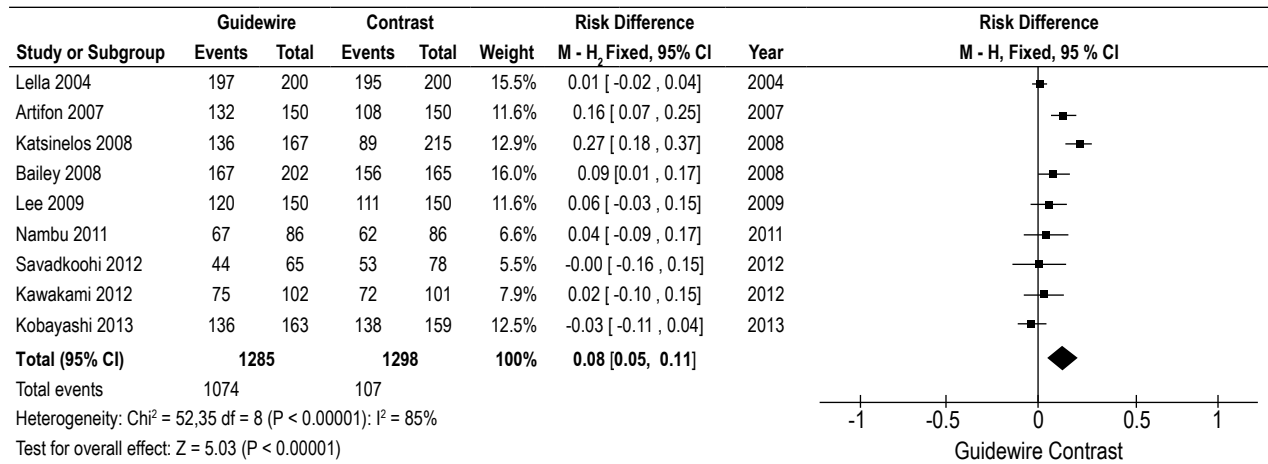 Guidewire Contrast Risk Difference Risk Difference
Study or Subgroup Events Total Events Total Weight M - H, Fixed, 95% CI Year M - H, Fixed, 95 % CI
Lella 2004 197 200 195 200 15.5% 0.01 [ -0.02 , 0.04] 2004
Artifon 2007 132 150 108 150 11.6% 0.16 [ 0.07 , 0.25] 2007
Katsinelos 2008 136 167 89 215 12.9% 0.27 [ 0.18 , 0.37] 2008
Bailey 2008 167 202 156 165 16.0% 0.09 [0.01 , 0.17] 2008
Lee 2009 120 150 111 150 11.6% 0.06 [ -0.03 , 0.15] 2009
Nambu 2011 67 86 62 86 6.6% 0.04 [ -0.09 , 0.17] 2011
Savadkoohi 2012 44 65 53 78 5.5% -0.00 [ -0.16 , 0.15] 2012
Kawakami 2012 75 102 72 101 7.9% 0.02 [ -0.10 , 0.15] 2012
Kobayashi 2013 136 163 138 159 12.5% -0.03 [ -0.11 , 0.04] 2013
Total (95% CI) 1285 1298 100% 0.08 [0.05, 0.11]
Total events 1074 107
Heterogeneity: Chi² = 52,35 df = 8 (P < 0.00001): I² = 85%
Test for overall effect: Z = 5.03 (P < 0.00001)
-1 -0.5 0 0.5 1
Guidewire Contrast